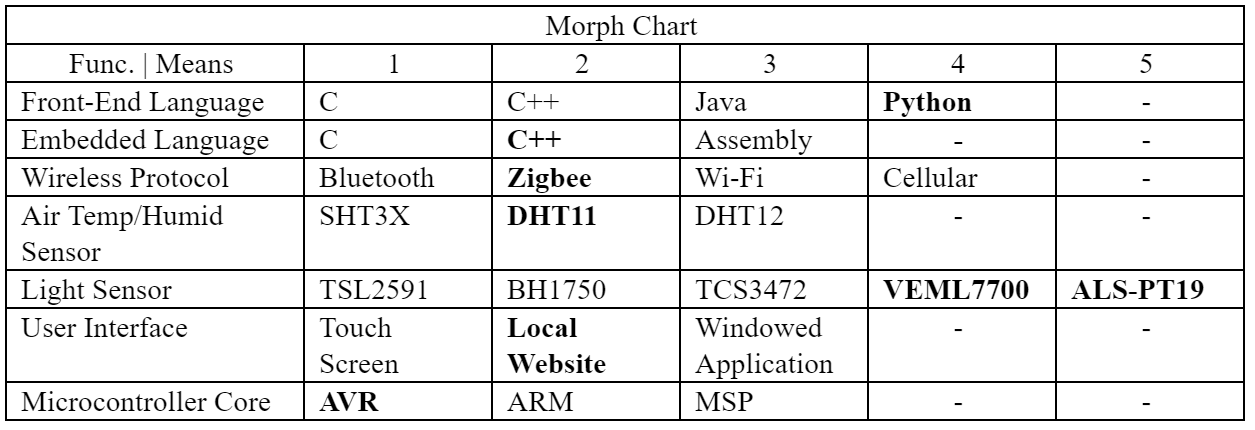 Morph Chart
Func. | Means 1 2 3 4 5
Front-End Language C C++ Java Python -
Embedded Language C C++ Assembly - -
Wireless Protocol Bluetooth Zigbee Wi-Fi Cellular -
Air Temp/Humid SHT3X DHT11 DHT12 - -
Sensor
Light Sensor TSL2591 BH1750 TCS3472 VEML7700 ALS-PT19
User Interface Touch Local Windowed - -
Screen Website Application
Microcontroller Core AVR ARM MSP - -